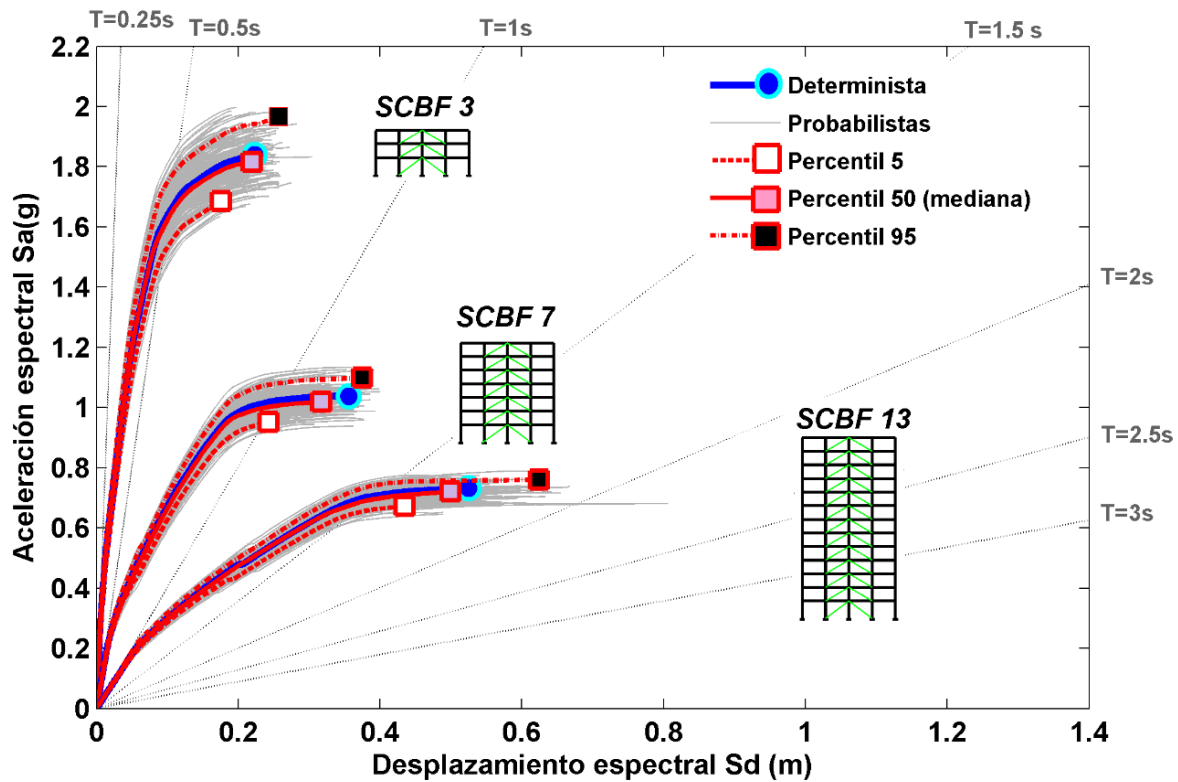 T=0.25s
T=0.5s
T=1s
T=1.5 s
2.2
2
1.8
1.6
1.4
1.2
1
0.8
0.6
0.4
0.2
0
Aceleración espectral Sa(g)
SCBF 3
Determinista
Probabilistas
Percentil 5
Percentil 50 (mediana)
Percentil 95
T=2s
SCBF 7
SCBF 13
T=2.5s
T=3s
0
0.2
0.4
0.6
0.8
1
1.2
1.4
Desplazamiento espectral Sd (m)